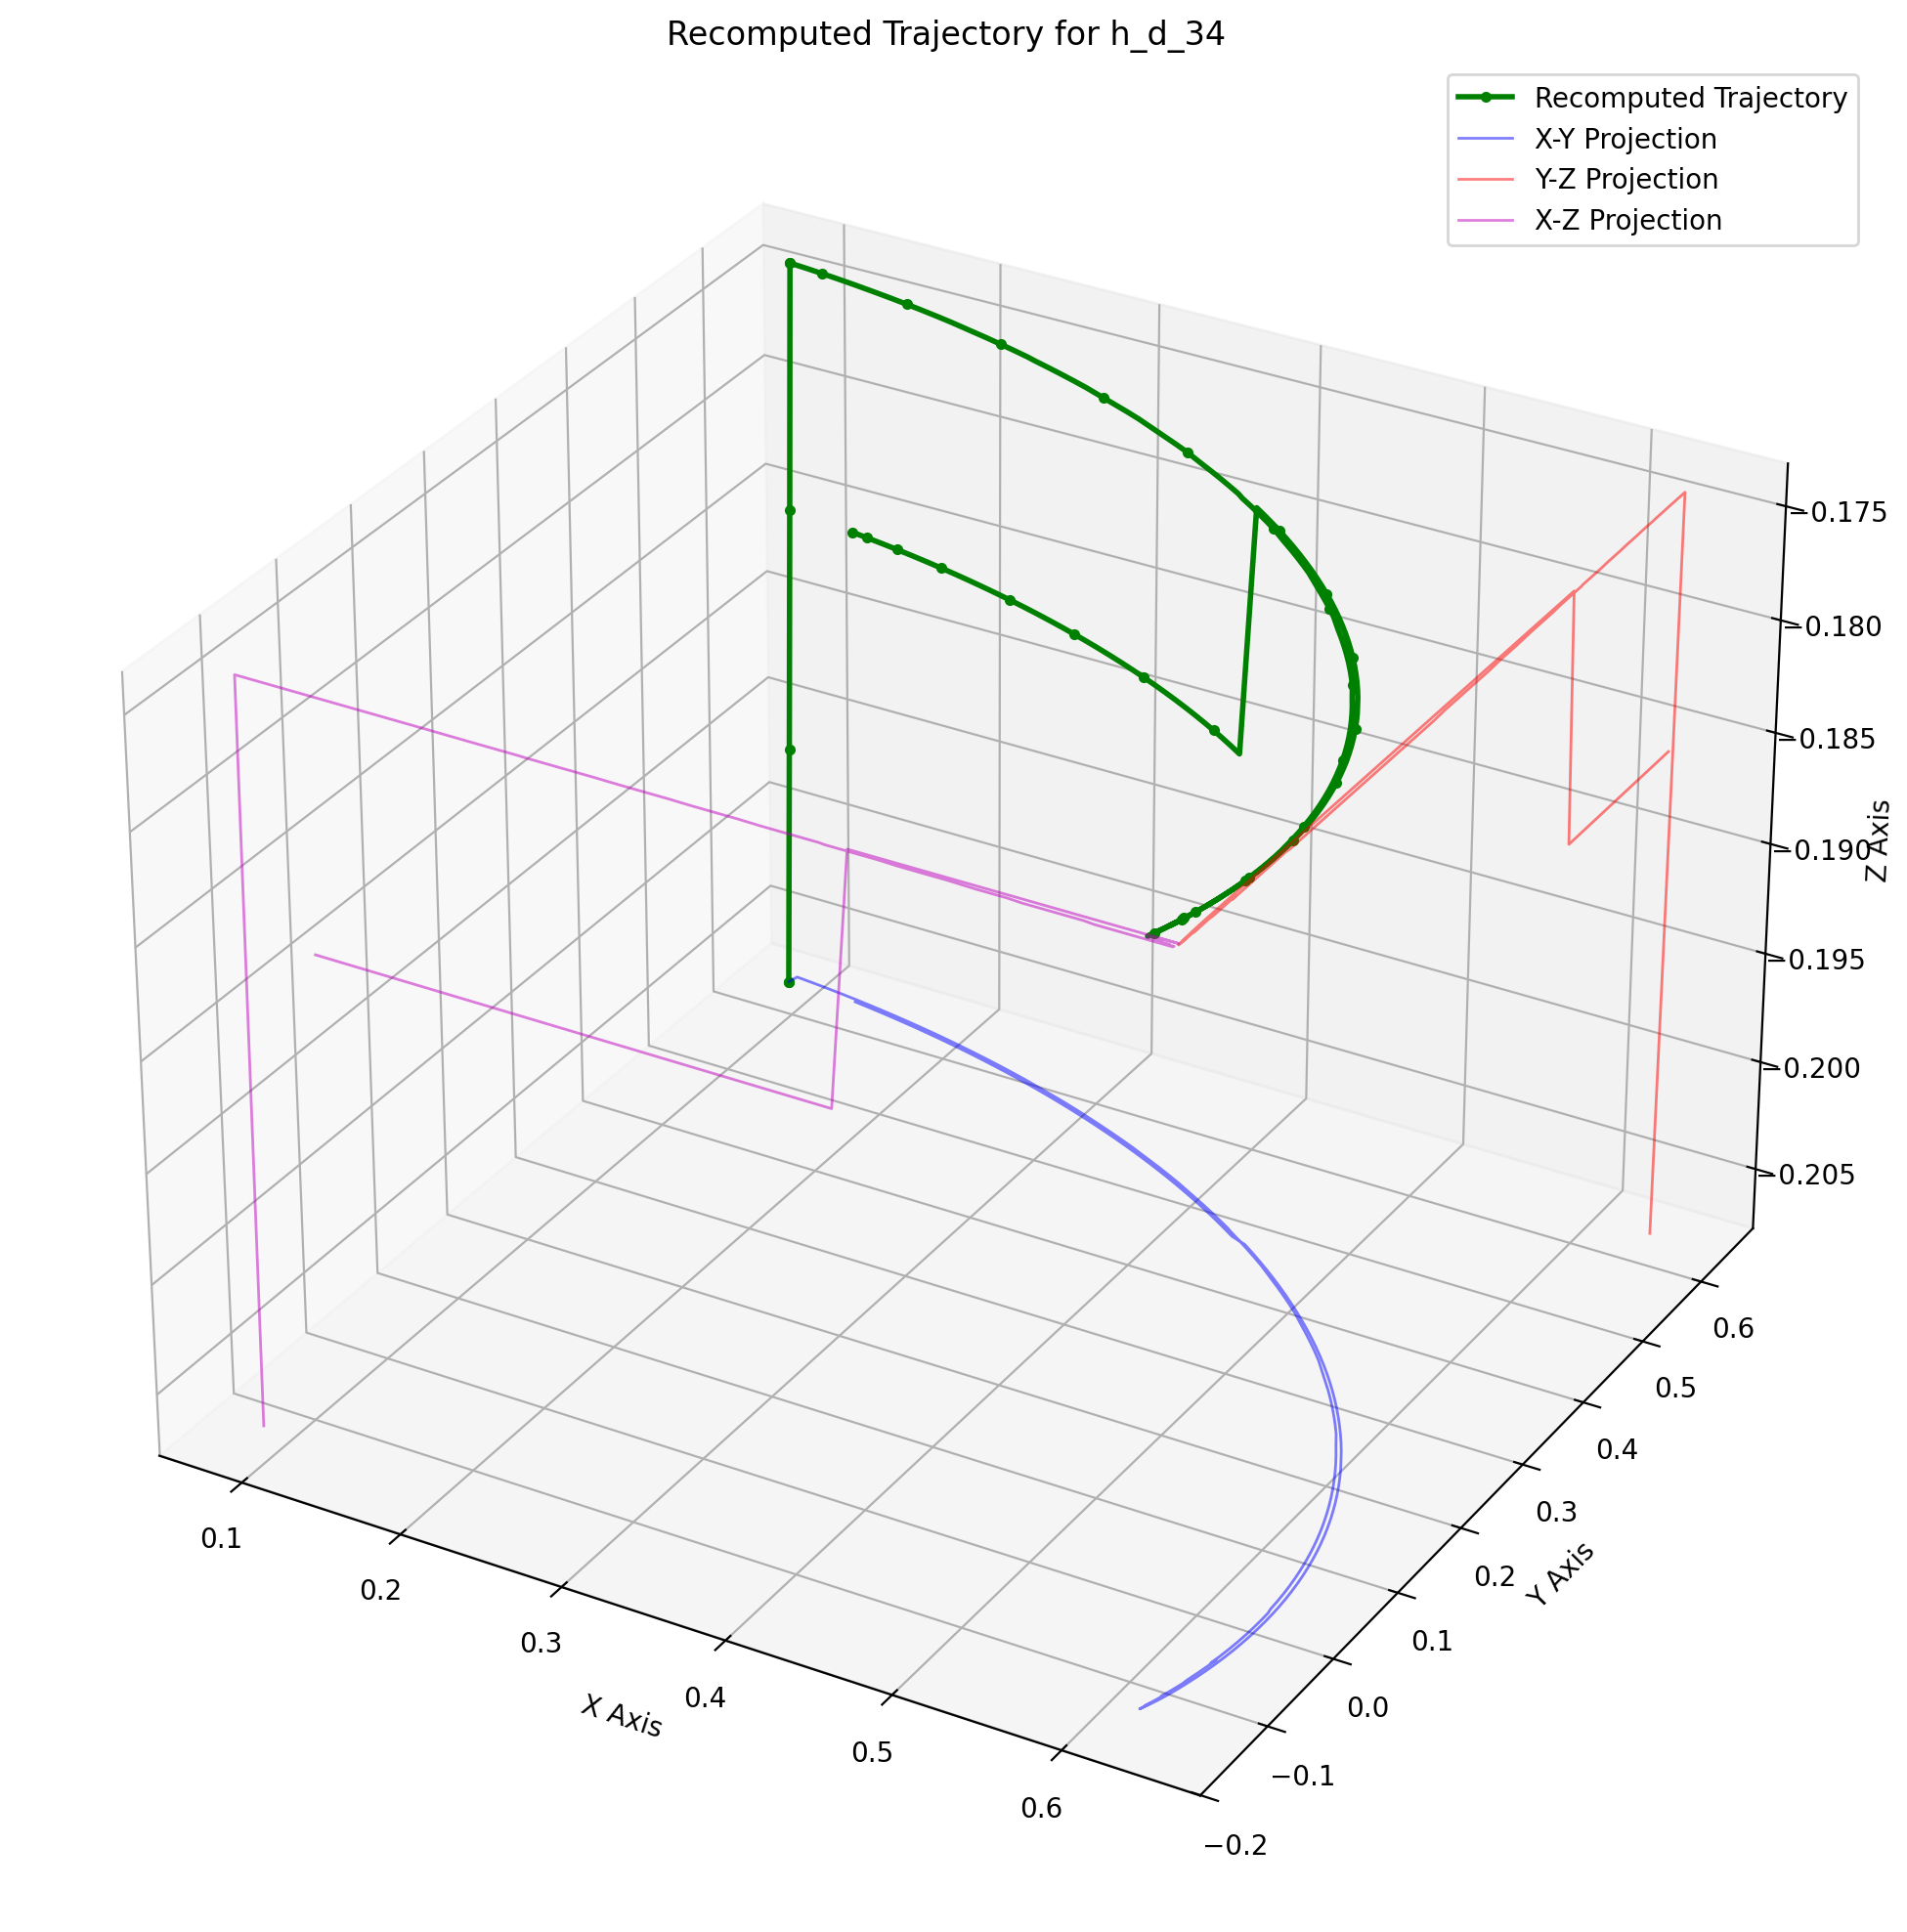 Recomputed Trajectory for h_d_34
Recomputed Trajectory
X-Y Projection
Y-Z Projection
X-Z Projection
−0.175
−0.180
−0.185
−0.190
−0.195
−0.200
−0.205
Z Axis
0.6
0.5
0.4
0.3
0.2
0.1
0.0
−0.1
−0.2
Y Axis
0.1
0.2
0.3
0.4
0.5
0.6
X Axis